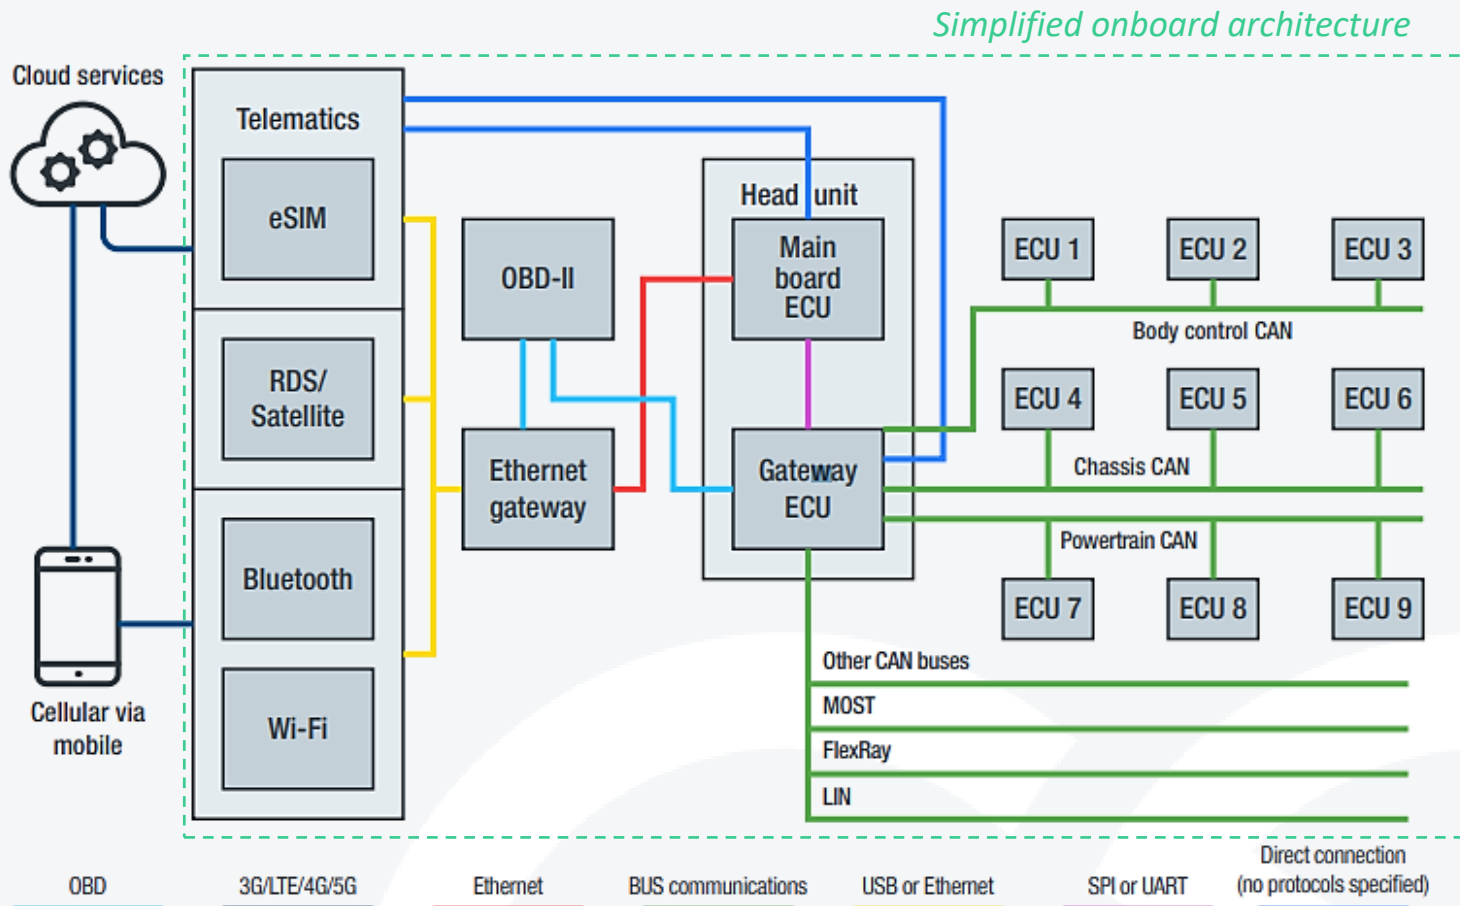 Simplified onboard architecture
Cloud services
Telematics
eSIM
RDS/
Satellite
Bluetooth
Wi-Fi
Cellular via
mobile
OBD-II
Ethernet
gateway
Head unit
Main
board
ECU
Gateway
ECU
ECU 1
ECU 2
ECU 3
Body control CAN
ECU 4
ECU 5
ECU 6
Chassis CAN
Powertrain CAN
ECU 7
ECU 8
ECU 9
Other CAN buses
MOST
FlexRay
LIN
OBD
3G/LTE/4G/5G
Ethernet
BUS communications
USB or Ethernet
SPI or UART
Direct connection
(no protocols specified)